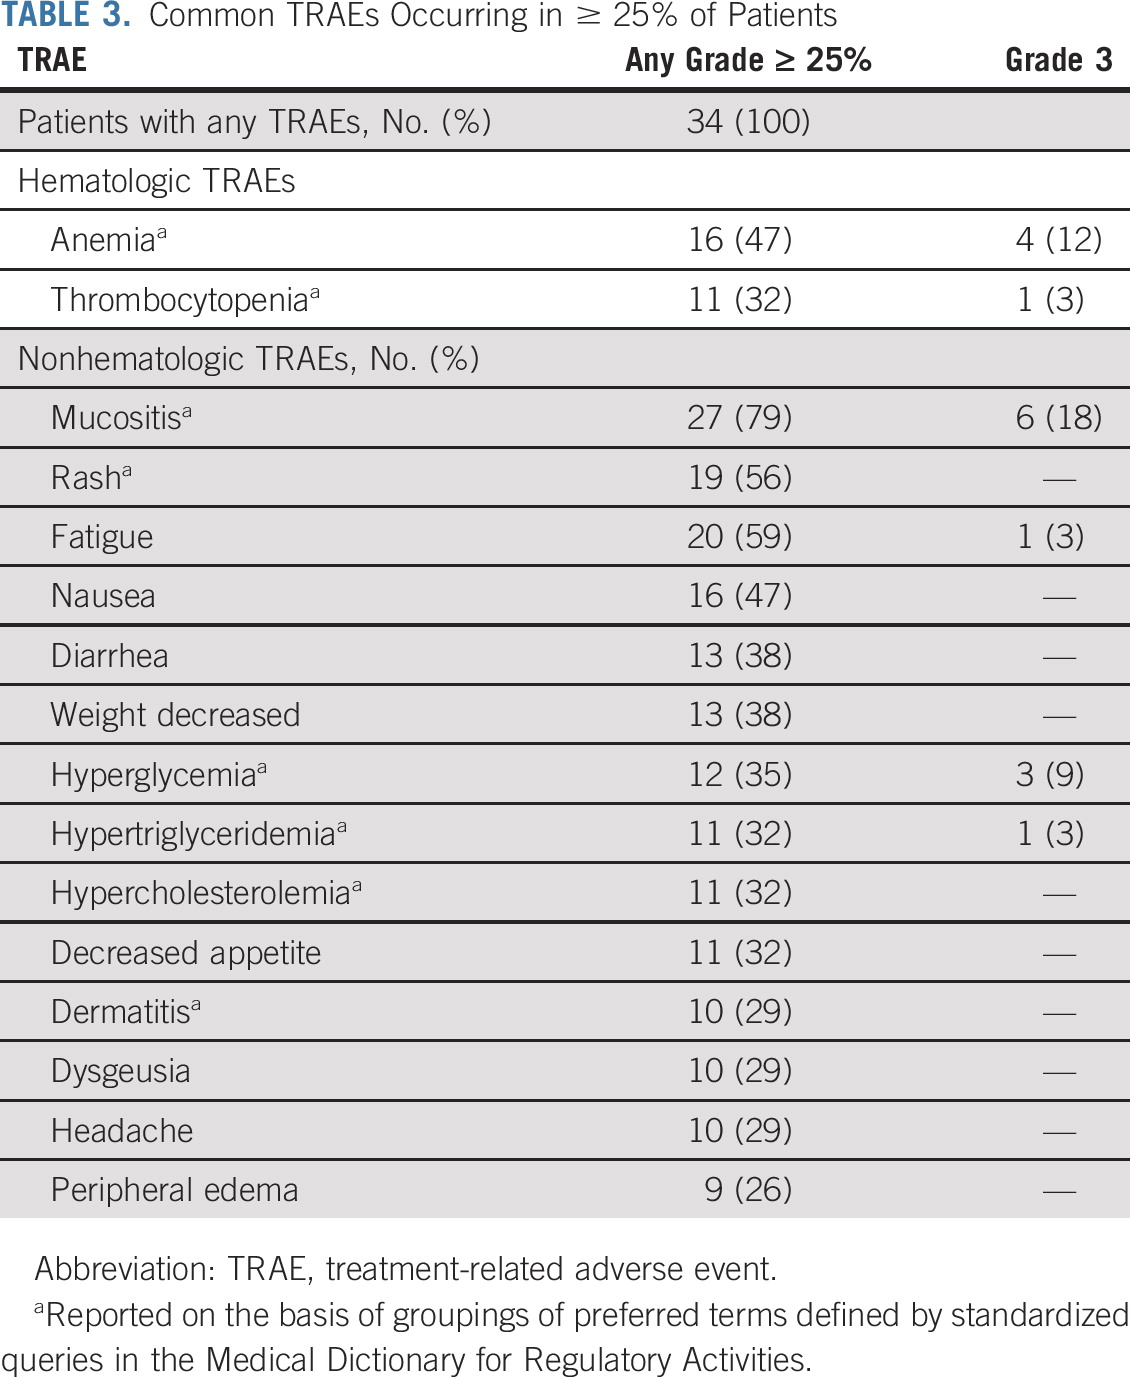 TABLE 3. Common TRAEs Occurring in ≥ 25% of Patients
TRAE Any Grade ≥ 25% Grade 3
Patients with any TRAEs, No. (%) 34 (100)
Hematologic TRAEs
Anemiaᵃ 16 (47) 4 (12)
Thrombocytopeniaᵃ 11 (32) 1 (3)
Nonhematologic TRAEs, No. (%)
Mucositisᵃ 27 (79) 6 (18)
Rashᵃ 19 (56) —
Fatigue 20 (59) 1 (3)
Nausea 16 (47) —
Diarrhea 13 (38) —
Weight decreased 13 (38) —
Hyperglycemiaᵃ 12 (35) 3 (9)
Hypertriglyceridemiaᵃ 11 (32) 1 (3)
Hypercholesterolemiaᵃ 11 (32) —
Decreased appetite 11 (32) —
Dermatitisᵃ 10 (29) —
Dysgeusia 10 (29) —
Headache 10 (29) —
Peripheral edema 9 (26) —
Abbreviation: TRAE, treatment-related adverse event.
ᵃReported on the basis of groupings of preferred terms defined by standardized
queries in the Medical Dictionary for Regulatory Activities.